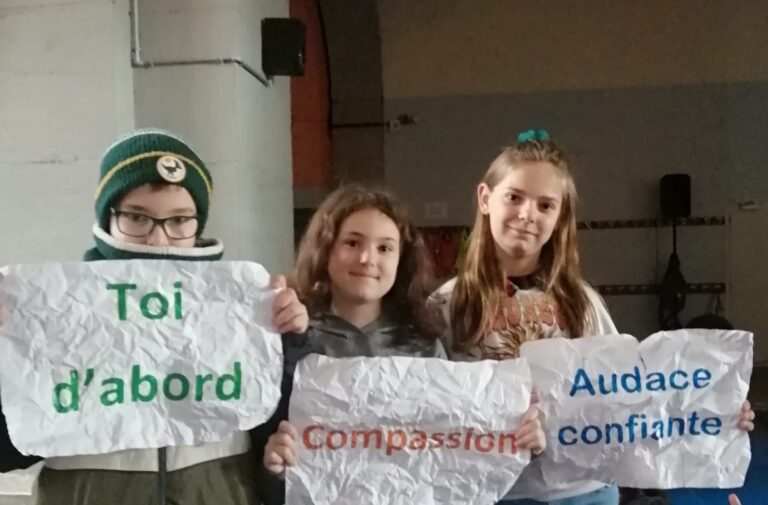 Toi
d'abord
Compassion
Audace
confiante